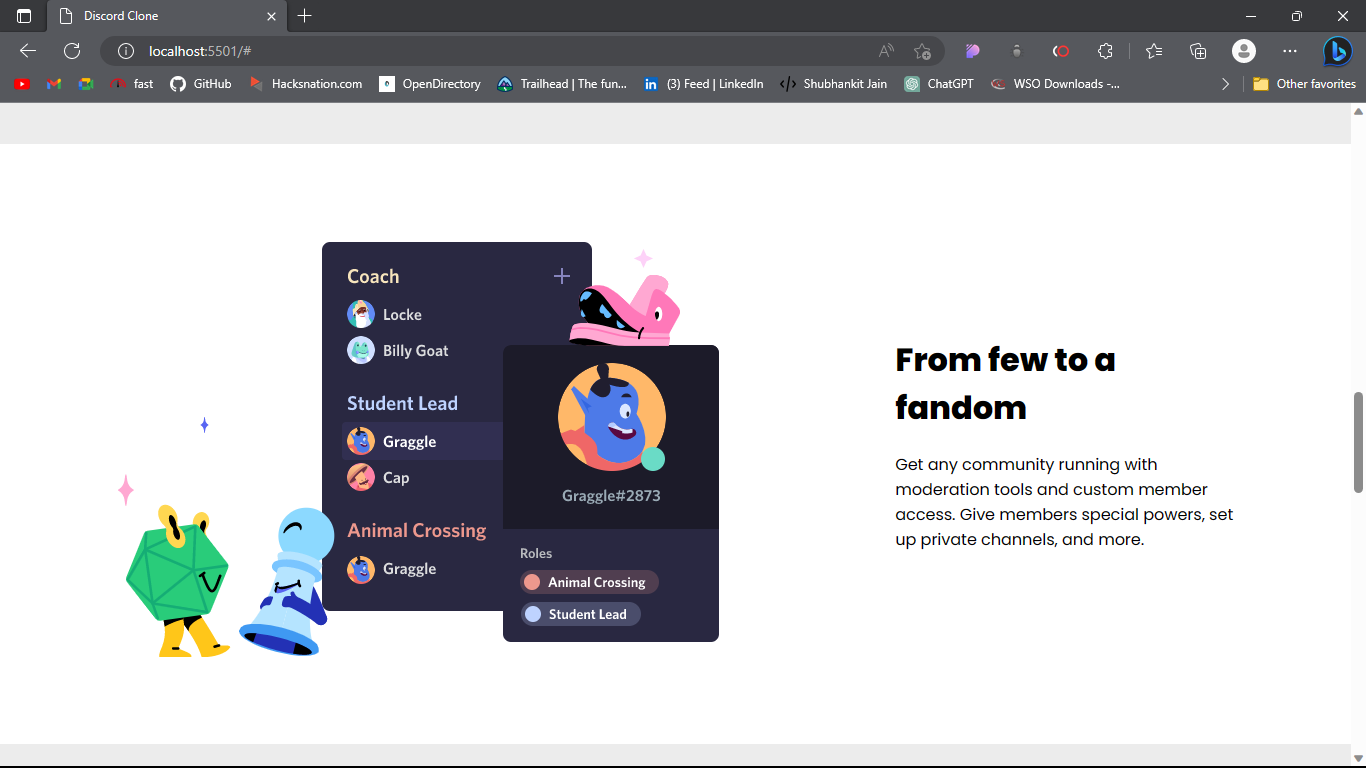 Discord Clone
localhost:5501/#
fast
GitHub
Hacksnation.com
OpenDirectory
Trailhead | The fun...
(3) Feed | LinkedIn
Shubhankit Jain
ChatGPT
WSO Downloads -...
Other favorites
Coach
Locke
Billy Goat
Student Lead
Graggle
Cap
Animal Crossing
Graggle
Graggle#2873
Roles
Animal Crossing
Student Lead
From few to a
fandom
Get any community running with
moderation tools and custom member
access. Give members special powers, set
up private channels, and more.